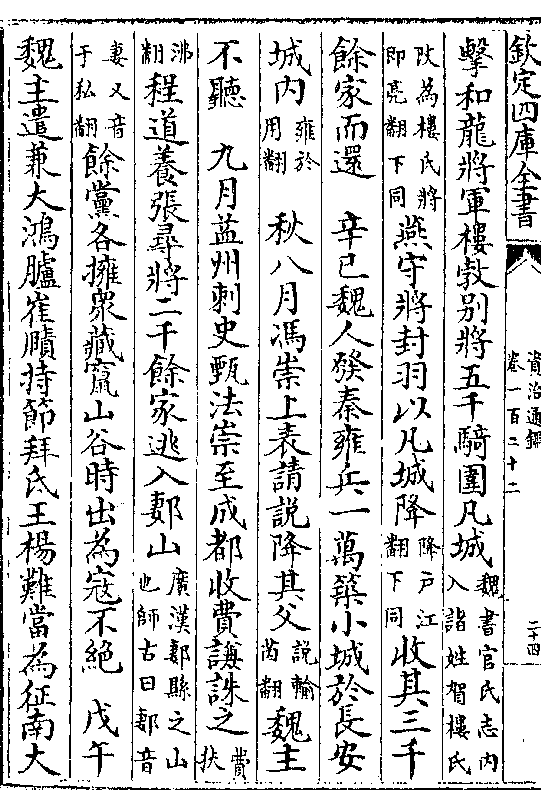 欽定四庫全書
資治通鑑
卷一百二十二
二十四
擊和龍將軍樓㪍别將五千騎圍凡城魏書官氏志内入諸姓賀樓氏
改為樓氏將即亮翻下同燕守將封羽以凡城降降户江翻下同收其三千
餘家而還　辛巳魏人發秦雍兵一萬築小城於長安
城内雍於用翻　秋八月馮崇上表請說降其父說輸芮翻魏主
不聽　九月益州刺史甄法崇至成都收費謙誅之費扶
沸翻程道養張尋將二千餘家逃入郪山廣漢郪縣之山也師古曰郪音
妻又音于私翻餘黨各擁衆藏竄山谷時出為寇不絶　戊午
魏主遣兼大鴻臚崔賾持節拜氐王楊難當為征南大